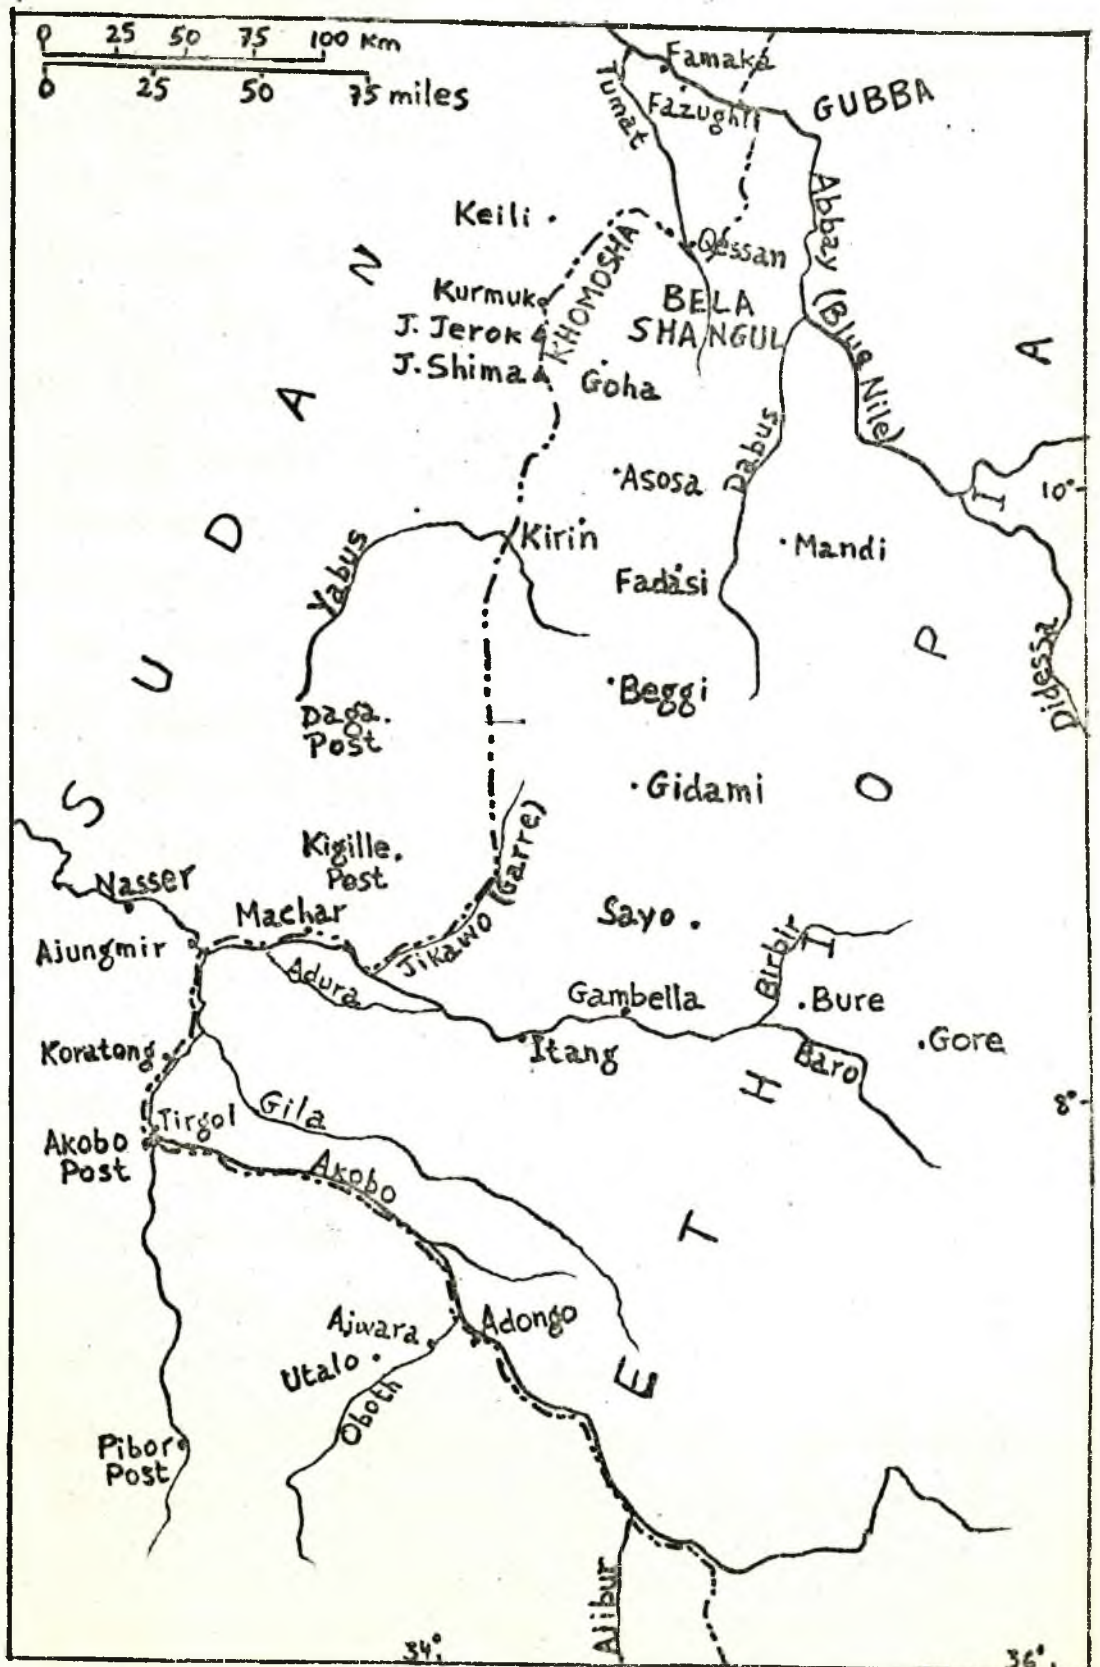 0 25 50 75 100 Km
0 25 50 75 miles
Famaka
Fazughli
GUBBA
Tumat
Abbay (Blue Nile)
Keili
Qessan
KHOMOSHA
Kurmuk
BELA
SHANGUL
J. Jerok
J. Shima
Goha
Dabus
Asosa
10°
Kirin
Mandi
Yabus
Fadasi
Didessa
Beggi
Daga
Post
Gidami
SUDAN
ETHIOPIA
Kigille
Post
Jikawo (Garre)
Nasser
Machar
Sayo
Ajungmir
Adura
Birbir
Gambella
Bure
Itang
Gore
Baro
Koratong
Gila
8°
Tirgol
Akobo
Post
Akobo
Ajwara
Adongo
Utalo
Oboth
Pibor
Post
Ajibur
34°
36°